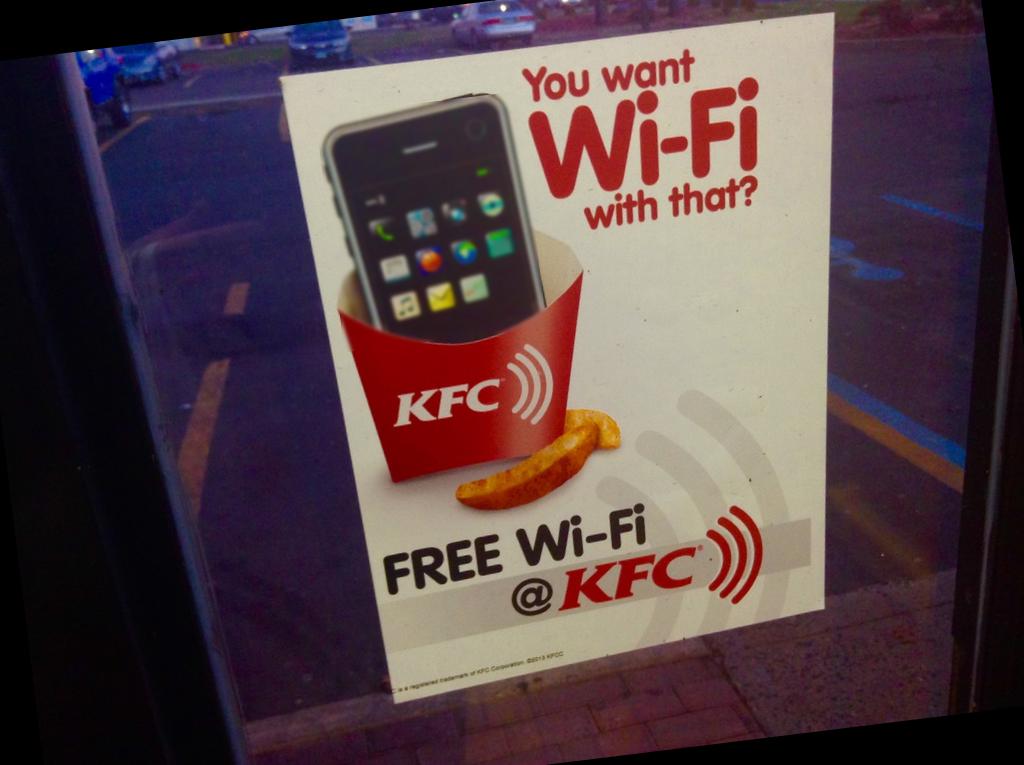 You want
Wi-Fi
with that?
KFC
FREE Wi-Fi
@ KFC®
C is a registered trademark of KFC Corporation. ©2013 KFCC